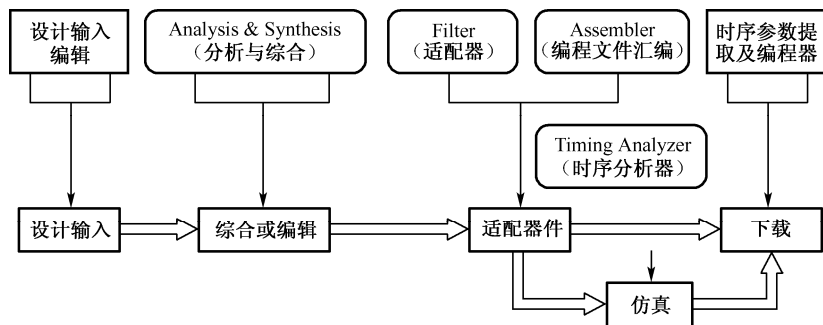 设计输入
编辑
Analysis & Synthesis
（分析与综合）
Filter
（适配器）
Assembler
（编程文件汇编）
时序参数提
取及编程器
Timing Analyzer
（时序分析器）
设计输入
综合或编辑
适配器件
下载
仿真